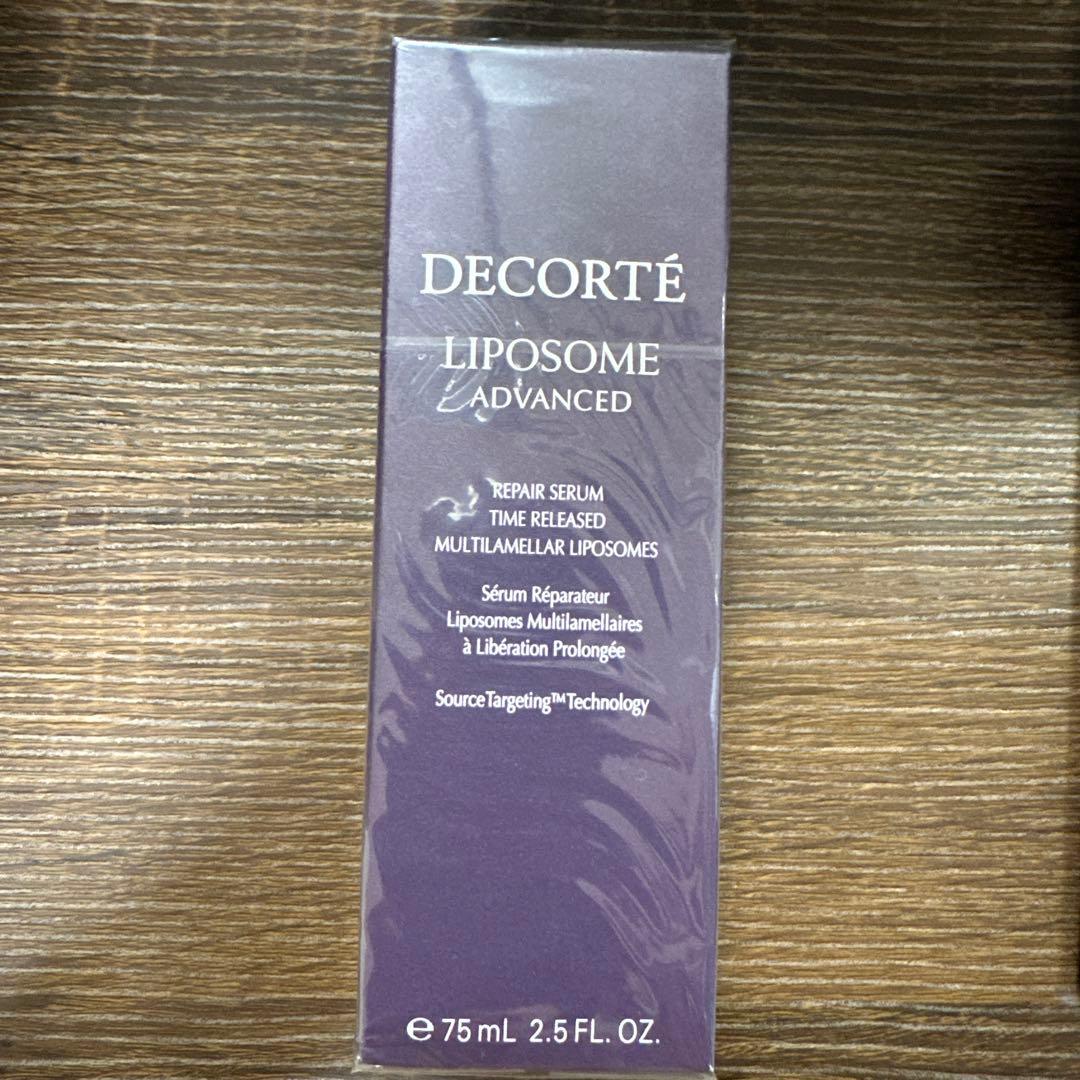 DECORTÉ
LIPOSOME
ADVANCED
REPAIR SERUM
TIME RELEASED
MULTILAMELLAR LIPOSOMES
Sérum Réparateur
Liposomes Multilamellaires
à Libération Prolongée
SourceTargeting™Technology
℮ 75 mL 2.5 FL. OZ.